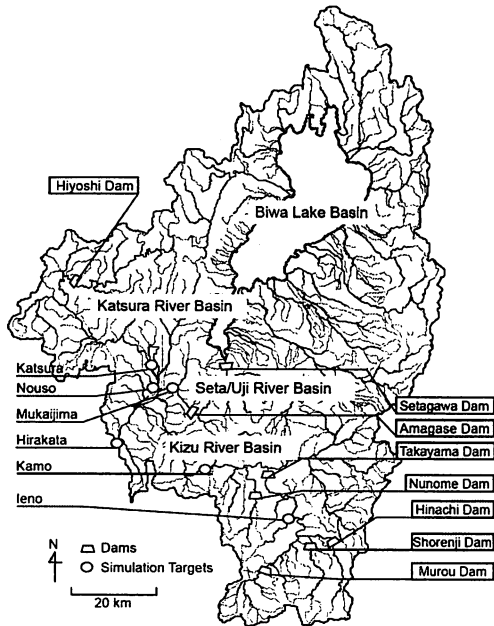 Hiyoshi Dam
Biwa Lake Basin
Katsura River Basin
Katsura
Nouso
Seta/Uji River Basin
Mukaijima
Setagawa Dam
Amagase Dam
Hirakata
Kizu River Basin
Takayama Dam
Kamo
Nunome Dam
Ieno
Hinachi Dam
Shorenji Dam
Murou Dam
N
Dams
Simulation Targets
20 km